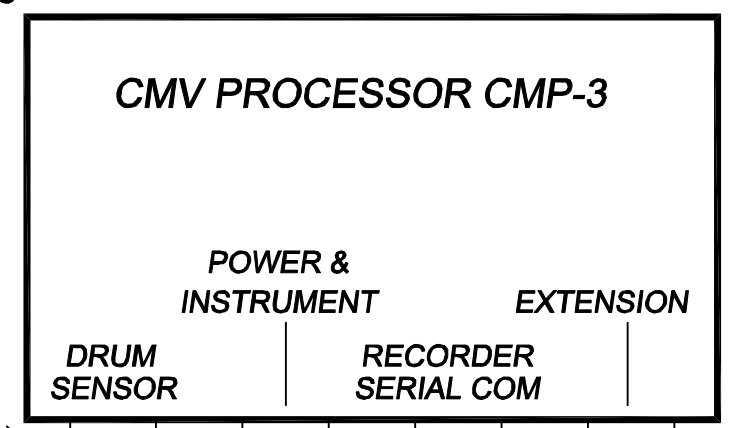 CMV PROCESSOR CMP-3
POWER &
INSTRUMENT
EXTENSION
DRUM
SENSOR
RECORDER
SERIAL COM